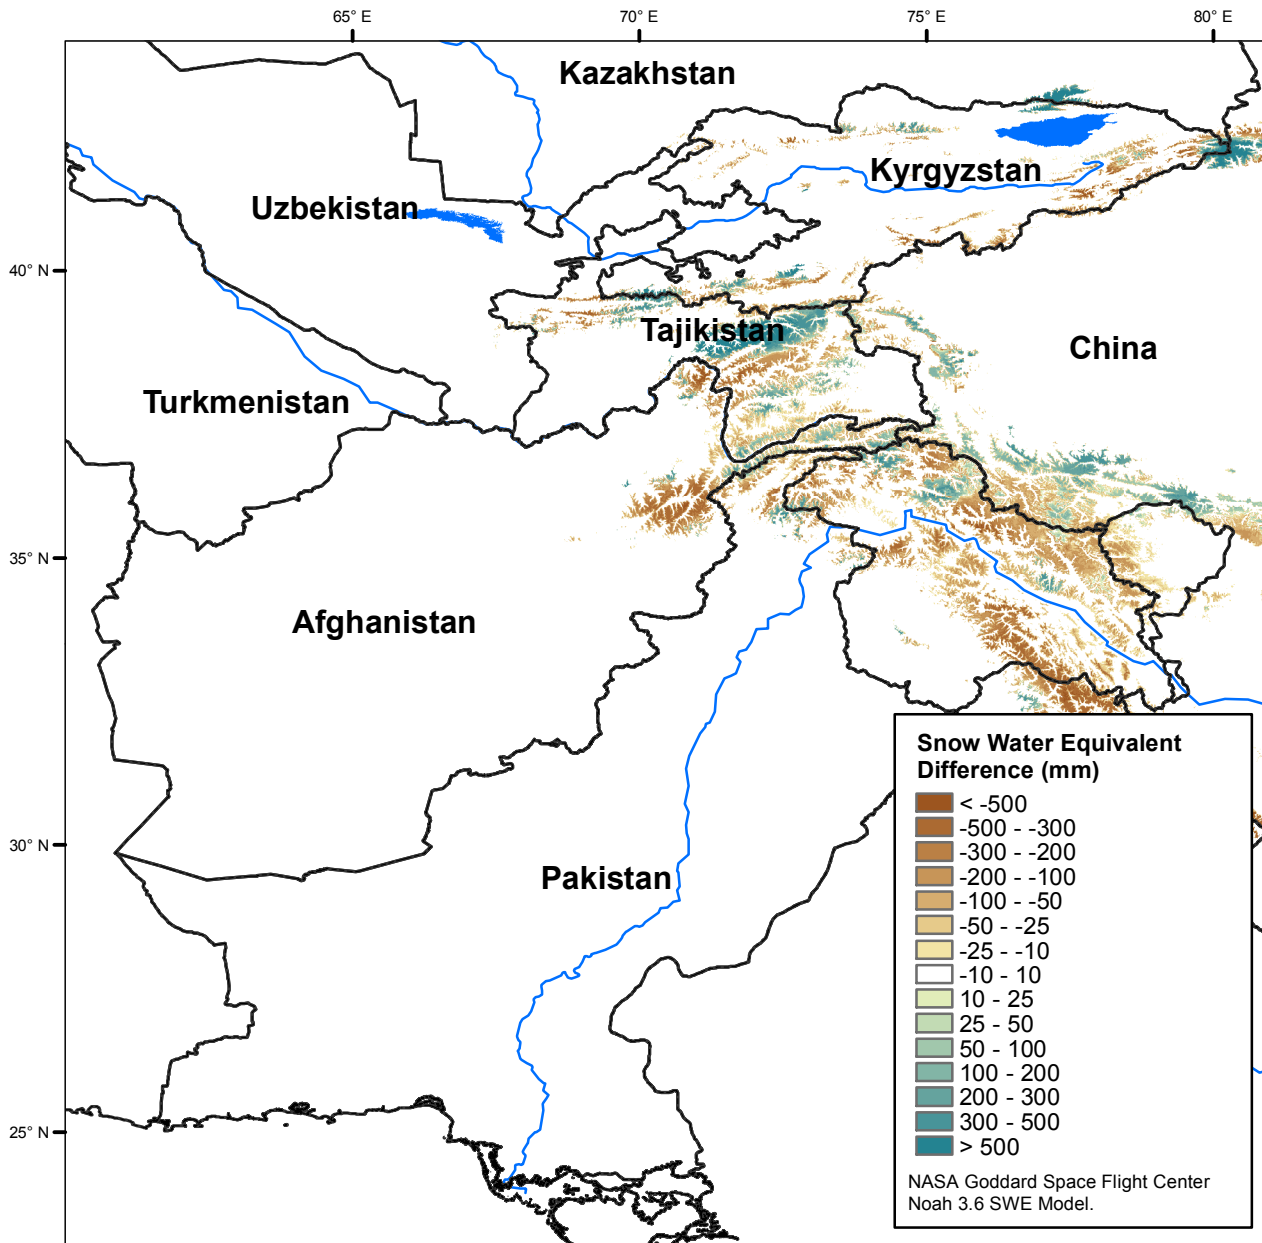 65° E
70° E
75° E
80° E
Kazakhstan
Kyrgyzstan
Uzbekistan
40° N
Tajikistan
China
Turkmenistan
35° N
Afghanistan
30° N
Pakistan
25° N
Snow Water Equivalent
Difference (mm)
< -500
-500 - -300
-300 - -200
-200 - -100
-100 - -50
-50 - -25
-25 - -10
-10 - 10
10 - 25
25 - 50
50 - 100
100 - 200
200 - 300
300 - 500
> 500
NASA Goddard Space Flight Center
Noah 3.6 SWE Model.